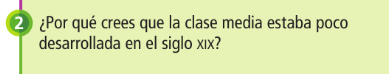 2 ¿Por qué crees que la clase media estaba poco
desarrollada en el siglo XIX?